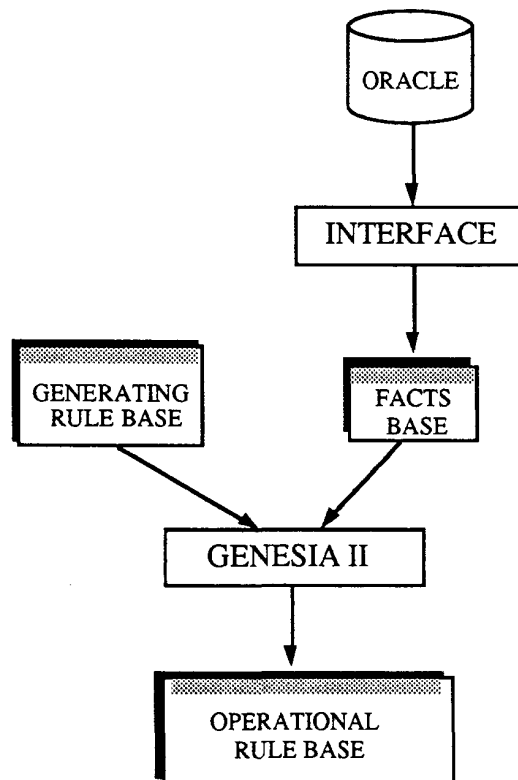 ORACLE
INTERFACE
GENERATING
RULE BASE
FACTS
BASE
GENESIA II
OPERATIONAL
RULE BASE